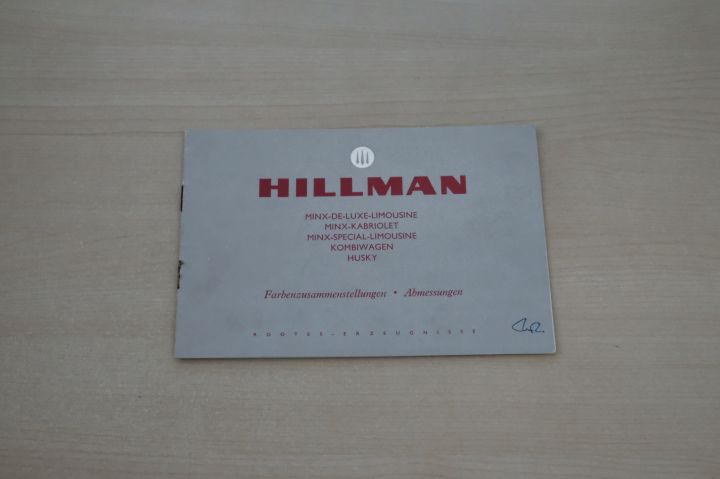 HILLMAN
MINX-DE-LUXE-LIMOUSINE
MINX-KABRIOLET
MINX-SPECIAL-LIMOUSINE
KOMBIWAGEN
HUSKY
Farbenzusammenstellungen • Abmessungen
ROOTES-ERZEUGNISSE